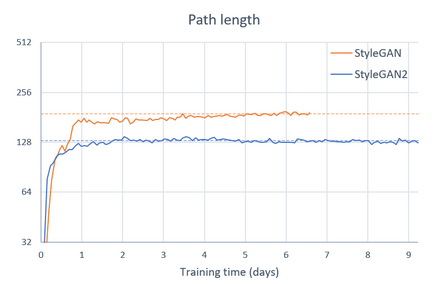 Path length
512
256
128
64
32
StyleGAN
StyleGAN2
0 1 2 3 4 5 6 7 8 9
Training time (days)